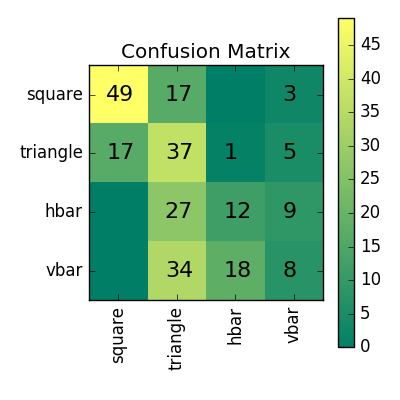 Confusion Matrix
square 49 17 3
triangle 17 37 1 5
hbar 27 12 9
vbar 34 18 8
square triangle hbar vbar
45
40
35
30
25
20
15
10
5
0